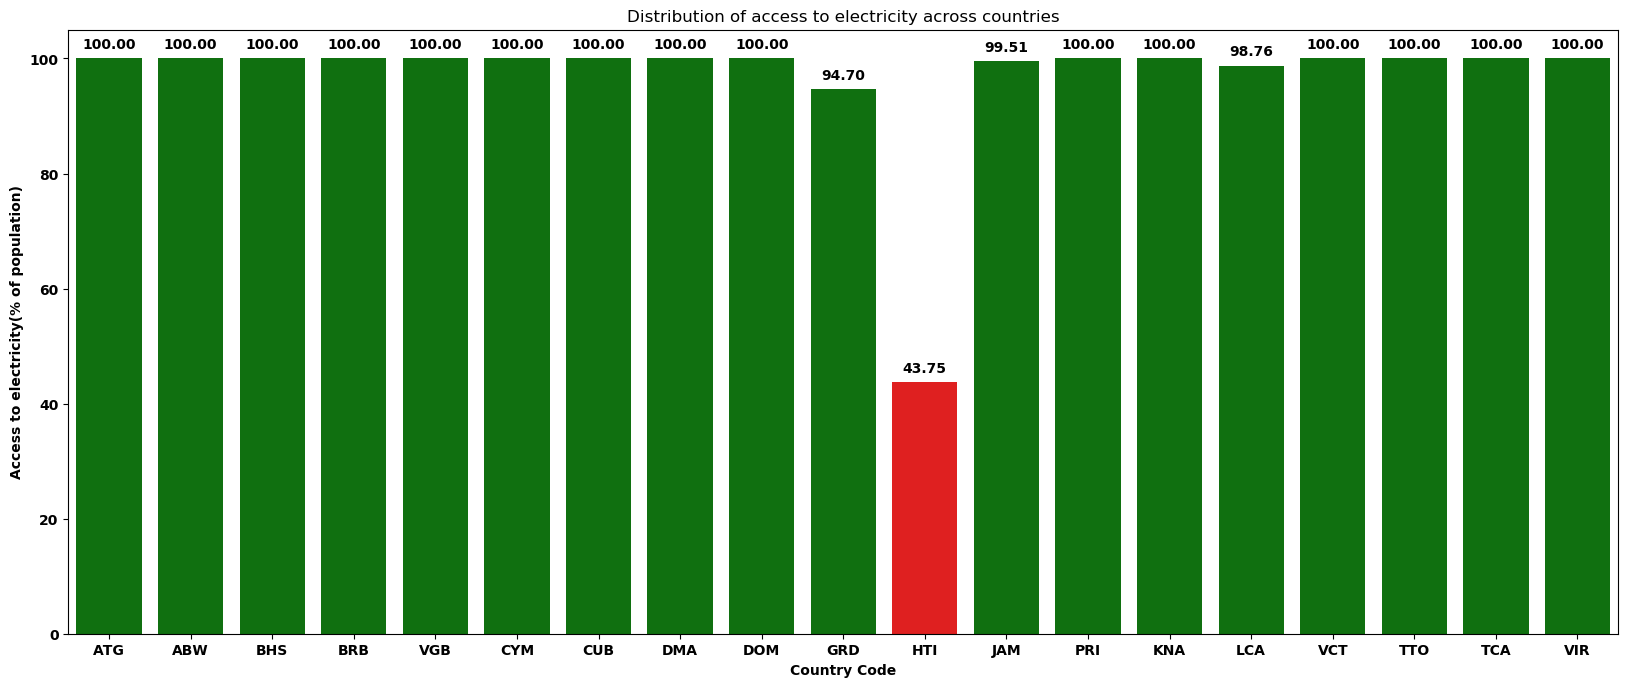 Distribution of access to electricity across countries
100.00 100.00 100.00 100.00 100.00 100.00 100.00 100.00 100.00 94.70 43.75 99.51 100.00 100.00 98.76 100.00 100.00 100.00 100.00
Access to electricity(% of population)
100
80
60
40
20
0
ATG ABW BHS BRB VGB CYM CUB DMA DOM GRD HTI JAM PRI KNA LCA VCT TTO TCA VIR
Country Code